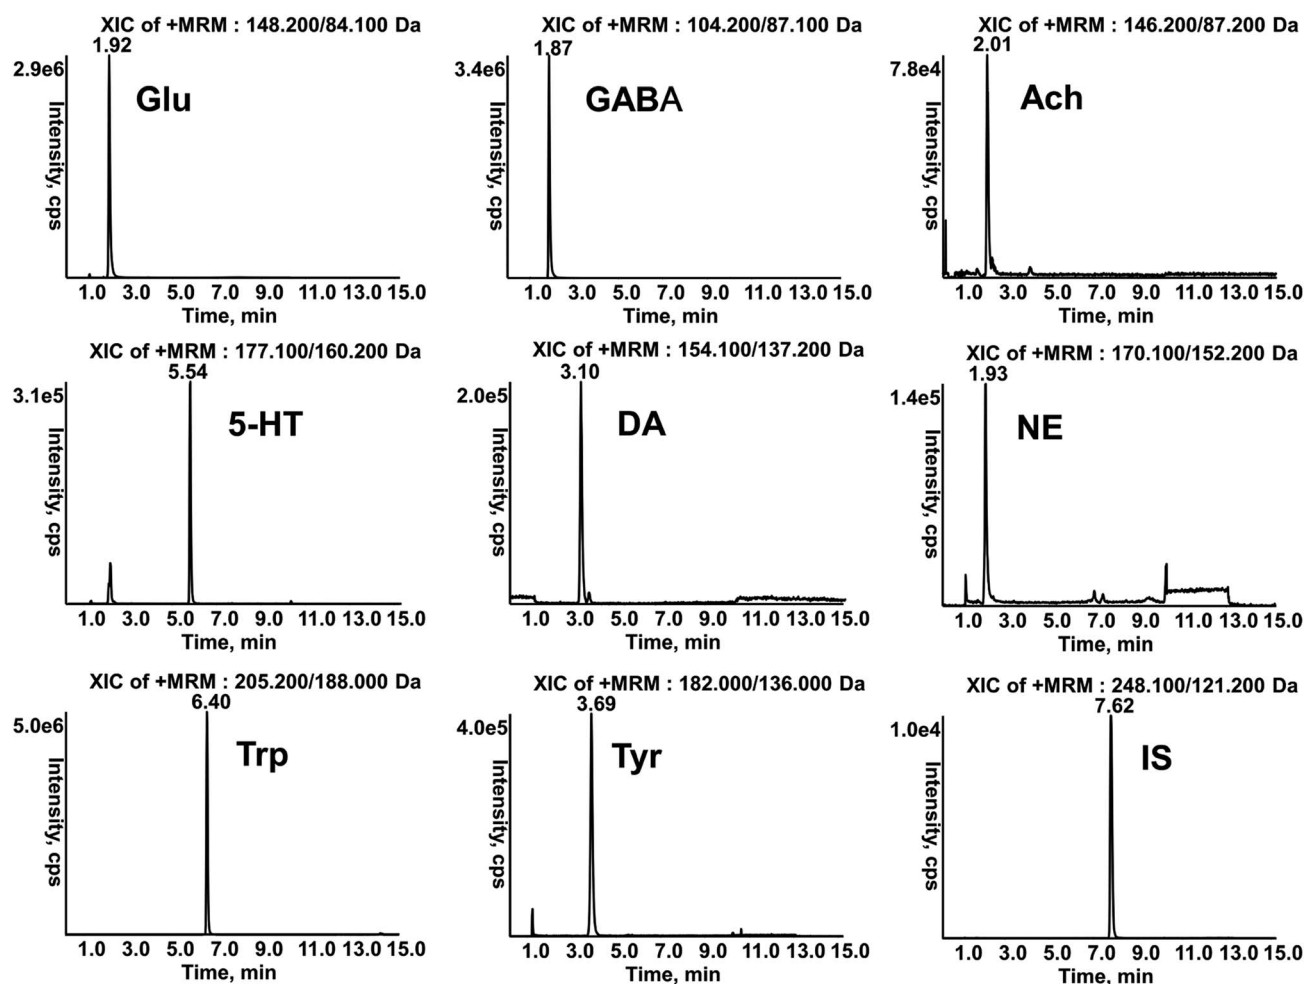 XIC of +MRM : 148.200/84.100 Da
1.92
2.9e6
Intensity, cps
Glu
1.0 3.0 5.0 7.0 9.0 11.0 13.0 15.0
Time, min
XIC of +MRM : 104.200/87.100 Da
1.87
3.4e6
Intensity, cps
GABA
1.0 3.0 5.0 7.0 9.0 11.0 13.0 15.0
Time, min
XIC of +MRM : 146.200/87.200 Da
2.01
7.8e4
Intensity, cps
Ach
1.0 3.0 5.0 7.0 9.0 11.0 13.0 15.0
Time, min
XIC of +MRM : 177.100/160.200 Da
5.54
3.1e5
Intensity, cps
5-HT
1.0 3.0 5.0 7.0 9.0 11.0 13.0 15.0
Time, min
XIC of +MRM : 154.100/137.200 Da
3.10
2.0e5
Intensity, cps
DA
1.0 3.0 5.0 7.0 9.0 11.0 13.0 15.0
Time, min
XIC of +MRM : 170.100/152.200 Da
1.93
1.4e5
Intensity, cps
NE
1.0 3.0 5.0 7.0 9.0 11.0 13.0 15.0
Time, min
XIC of +MRM : 205.200/188.000 Da
6.40
5.0e6
Intensity, cps
Trp
1.0 3.0 5.0 7.0 9.0 11.0 13.0 15.0
Time, min
XIC of +MRM : 182.000/136.000 Da
3.69
4.0e5
Intensity, cps
Tyr
1.0 3.0 5.0 7.0 9.0 11.0 13.0 15.0
Time, min
XIC of +MRM : 248.100/121.200 Da
7.62
1.0e4
Intensity, cps
IS
1.0 3.0 5.0 7.0 9.0 11.0 13.0 15.0
Time, min